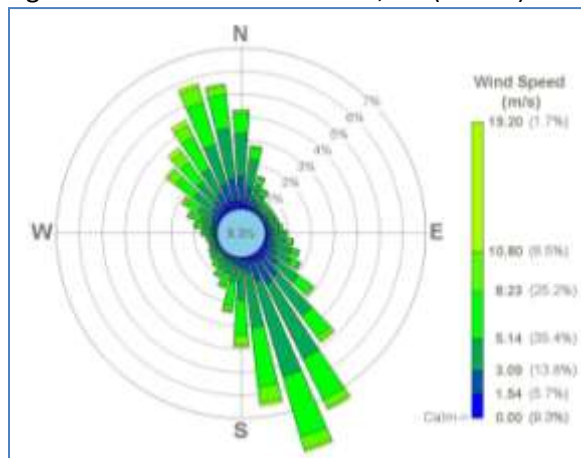 N
Wind Speed
(m/s)
19.20 (1.7%)
7%
6%
5%
4%
3%
2%
W
E
10.80 (8.5%)
8.23 (25.2%)
5.14 (35.4%)
3.09 (13.6%)
1.54 (5.7%)
Calm
0.00 (9.3%)
S